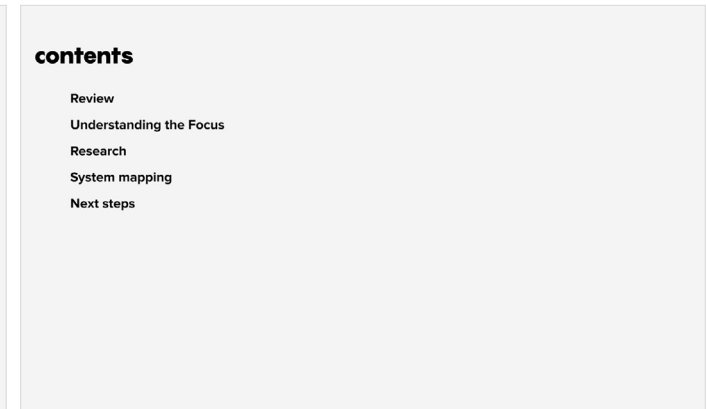 contents
Review
Understanding the Focus
Research
System mapping
Next steps